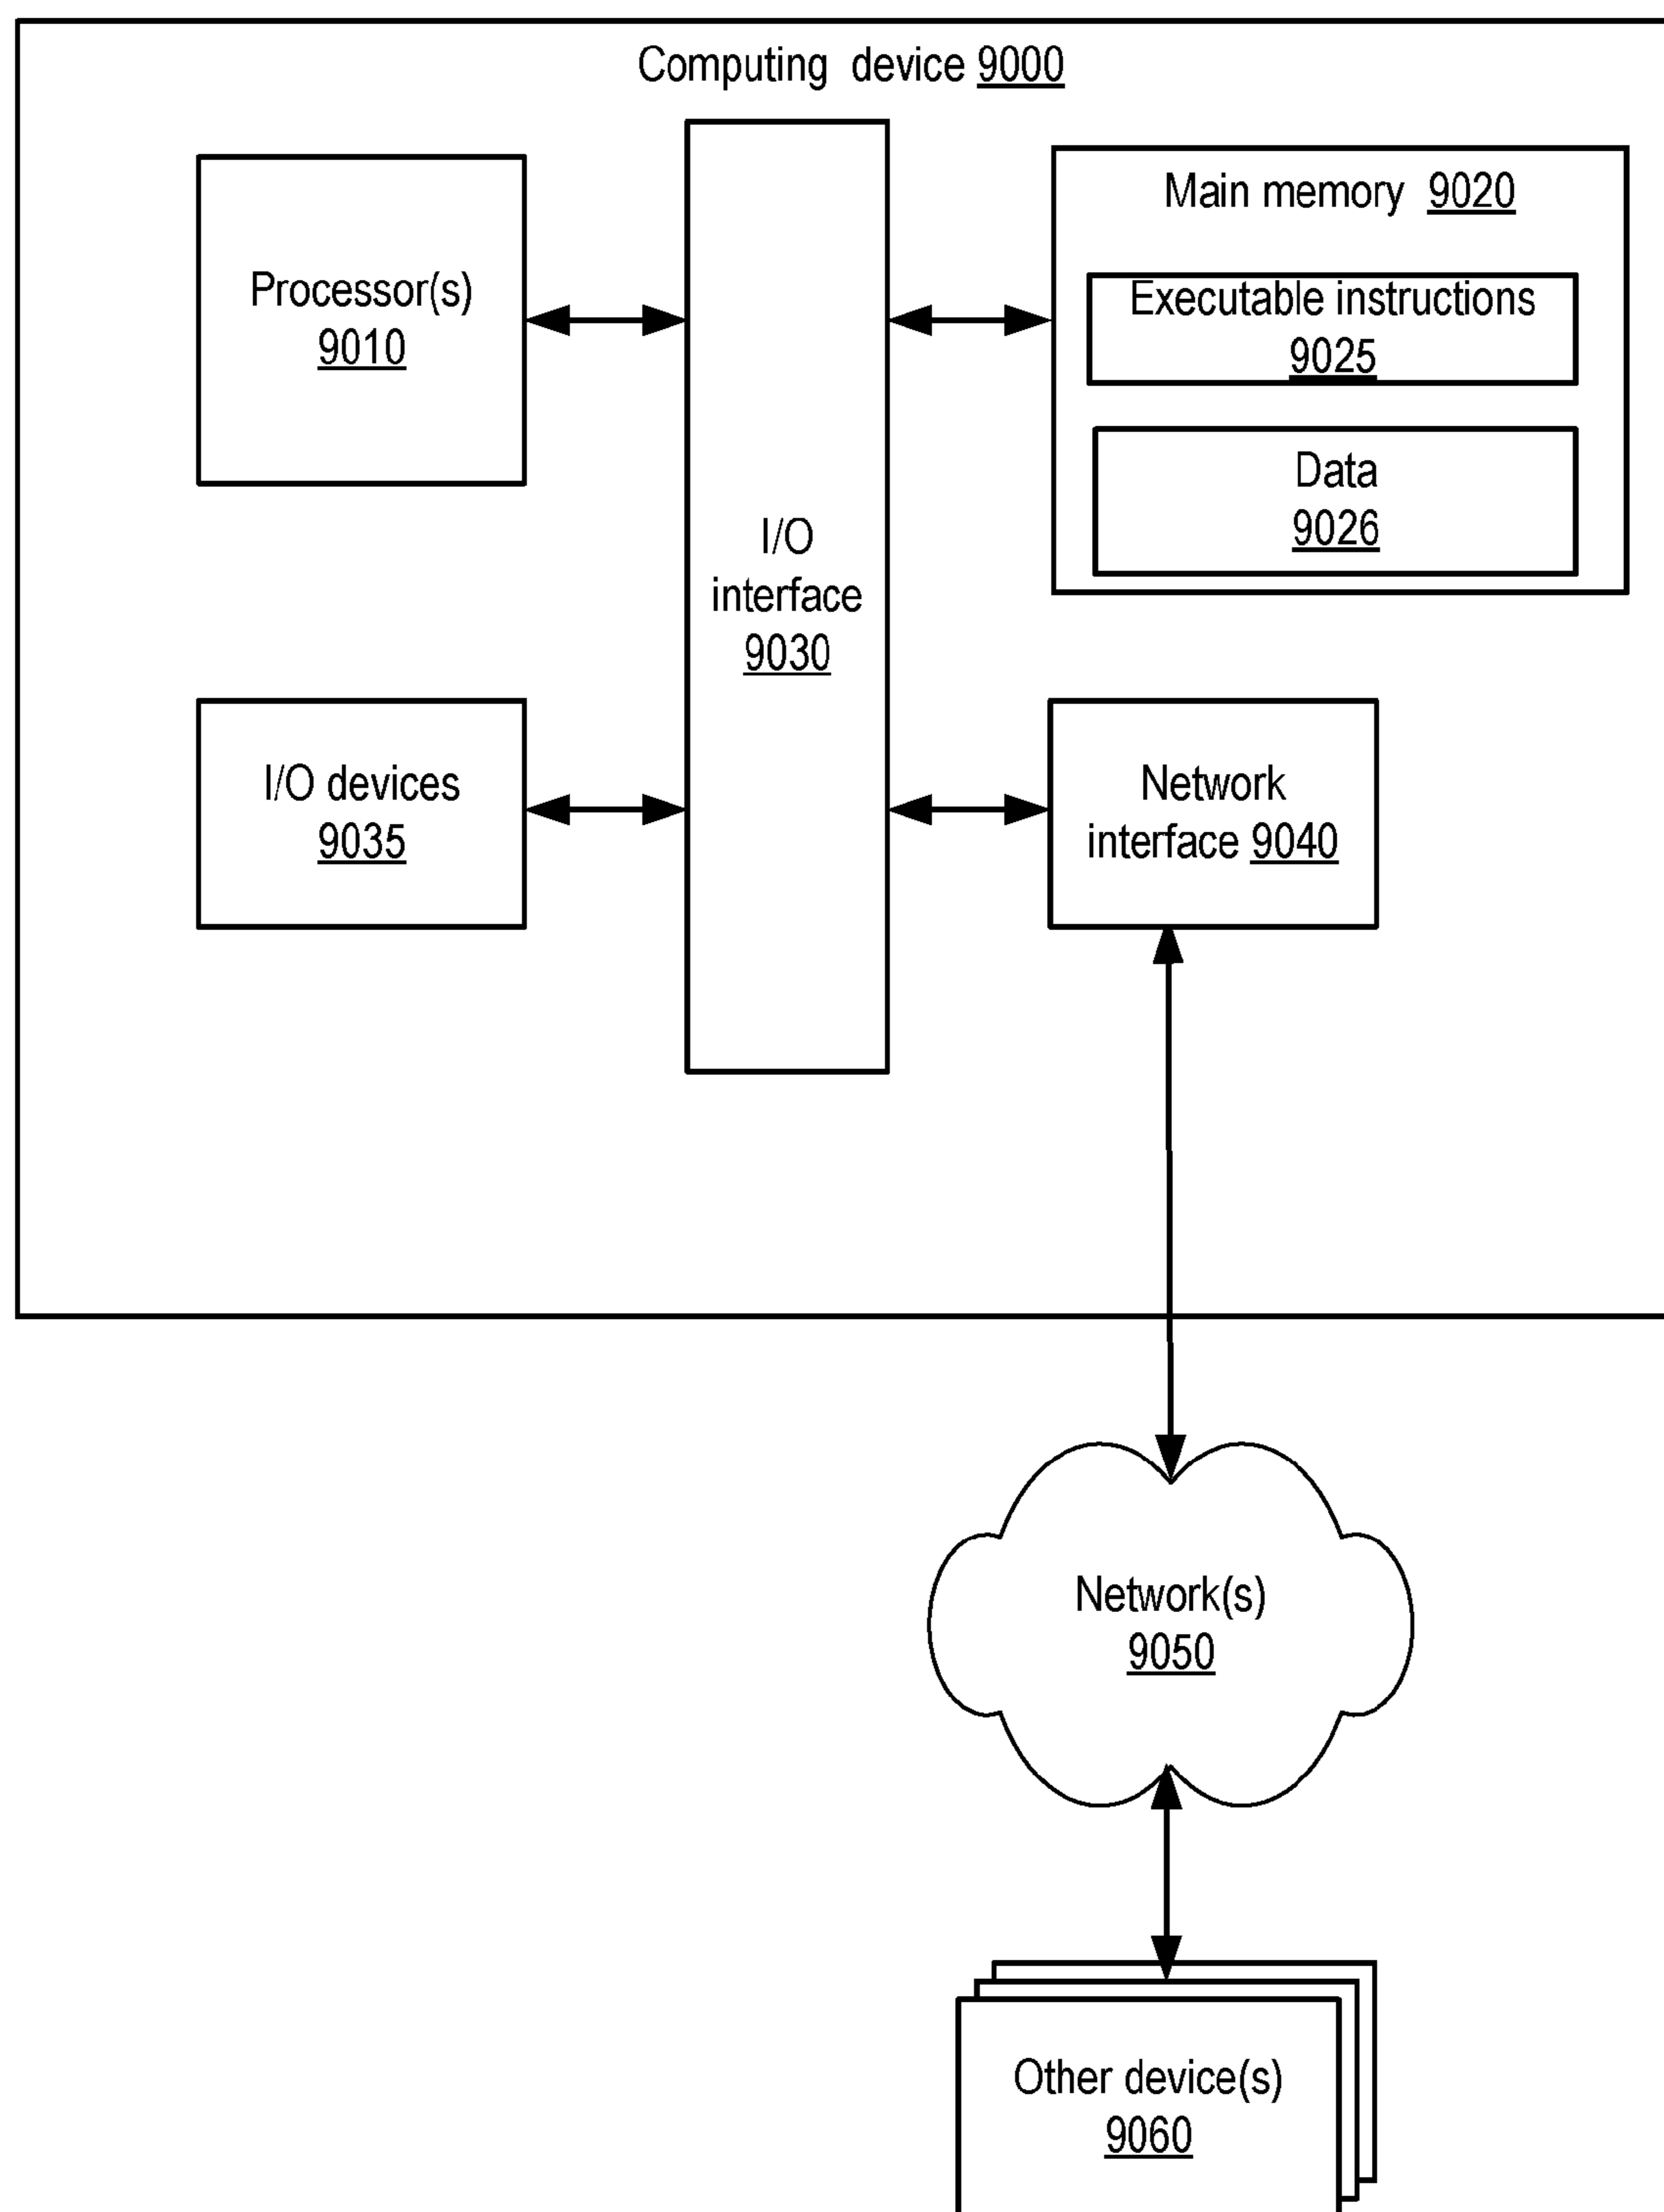 Computing device 9000
Processor(s)
9010
I/O
interface
9030
Main memory 9020
Executable instructions
9025
Data
9026
I/O devices
9035
Network
interface 9040
Network(s)
9050
Other device(s)
9060